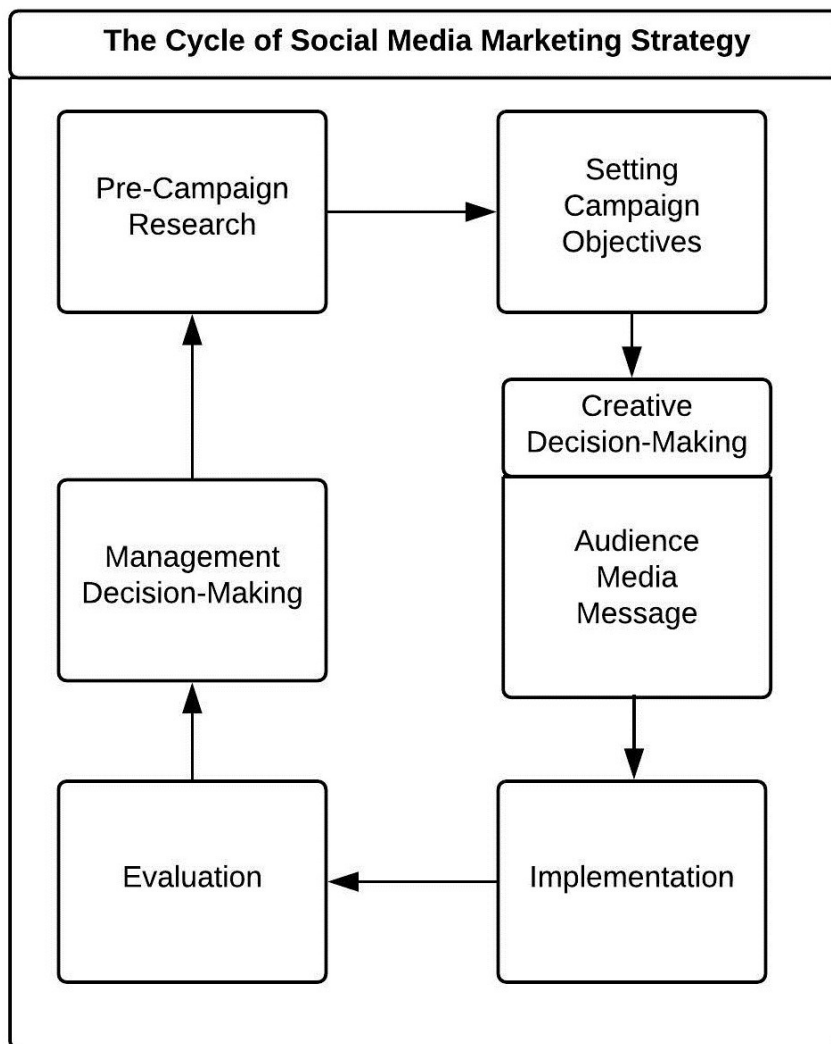 The Cycle of Social Media Marketing Strategy
Pre-Campaign
Research
Setting
Campaign
Objectives
Creative
Decision-Making
Audience
Media
Message
Management
Decision-Making
Evaluation
Implementation